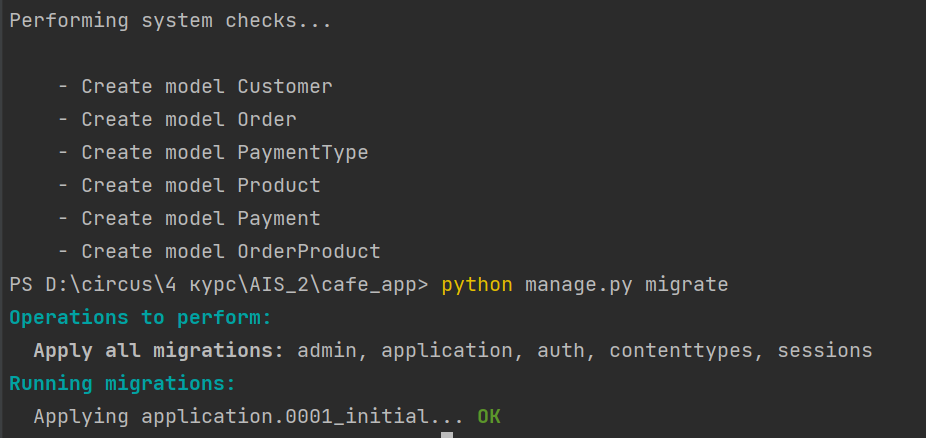 Performing system checks...
- Create model Customer
- Create model Order
- Create model PaymentType
- Create model Product
- Create model Payment
- Create model OrderProduct
PS D:\circus\4 курс\AIS_2\cafe_app> python manage.py migrate
Operations to perform:
Apply all migrations: admin, application, auth, contenttypes, sessions
Running migrations:
Applying application.0001_initial... OK